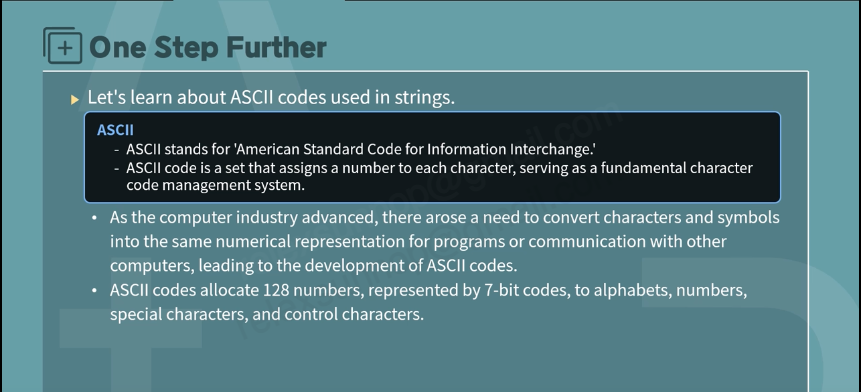 One Step Further
Let's learn about ASCII codes used in strings.
ASCII
- ASCII stands for 'American Standard Code for Information Interchange.'
- ASCII code is a set that assigns a number to each character, serving as a fundamental character
code management system.
• As the computer industry advanced, there arose a need to convert characters and symbols
into the same numerical representation for programs or communication with other
computers, leading to the development of ASCII codes.
• ASCII codes allocate 128 numbers, represented by 7-bit codes, to alphabets, numbers,
special characters, and control characters.